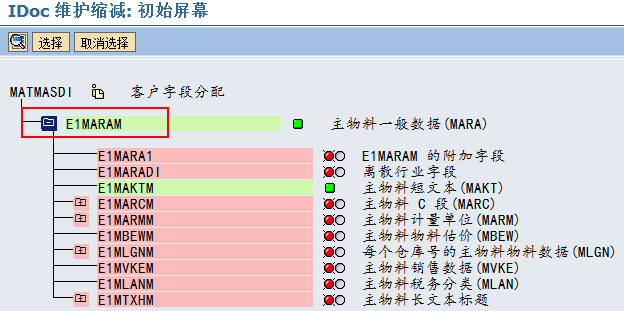 IDoc 维护缩减: 初始屏幕
选择 取消选择
MATMASDI 客户字段分配
E1MARAM 主物料一般数据(MARA)
E1MARA1 E1MARAM 的附加字段
E1MARADI 离散行业字段
E1MAKTM 主物料短文本(MAKT)
E1MARCM 主物料 C 段(MARC)
E1MARMM 主物料计量单位(MARM)
E1MBEWM 主物料物料估价(MBEW)
E1MLGNM 每个仓库号的主物料物料数据(MLGN)
E1MVKEM 主物料销售数据(MVKE)
E1MLANM 主物料税务分类(MLAN)
E1MTXHM 主物料长文本标题